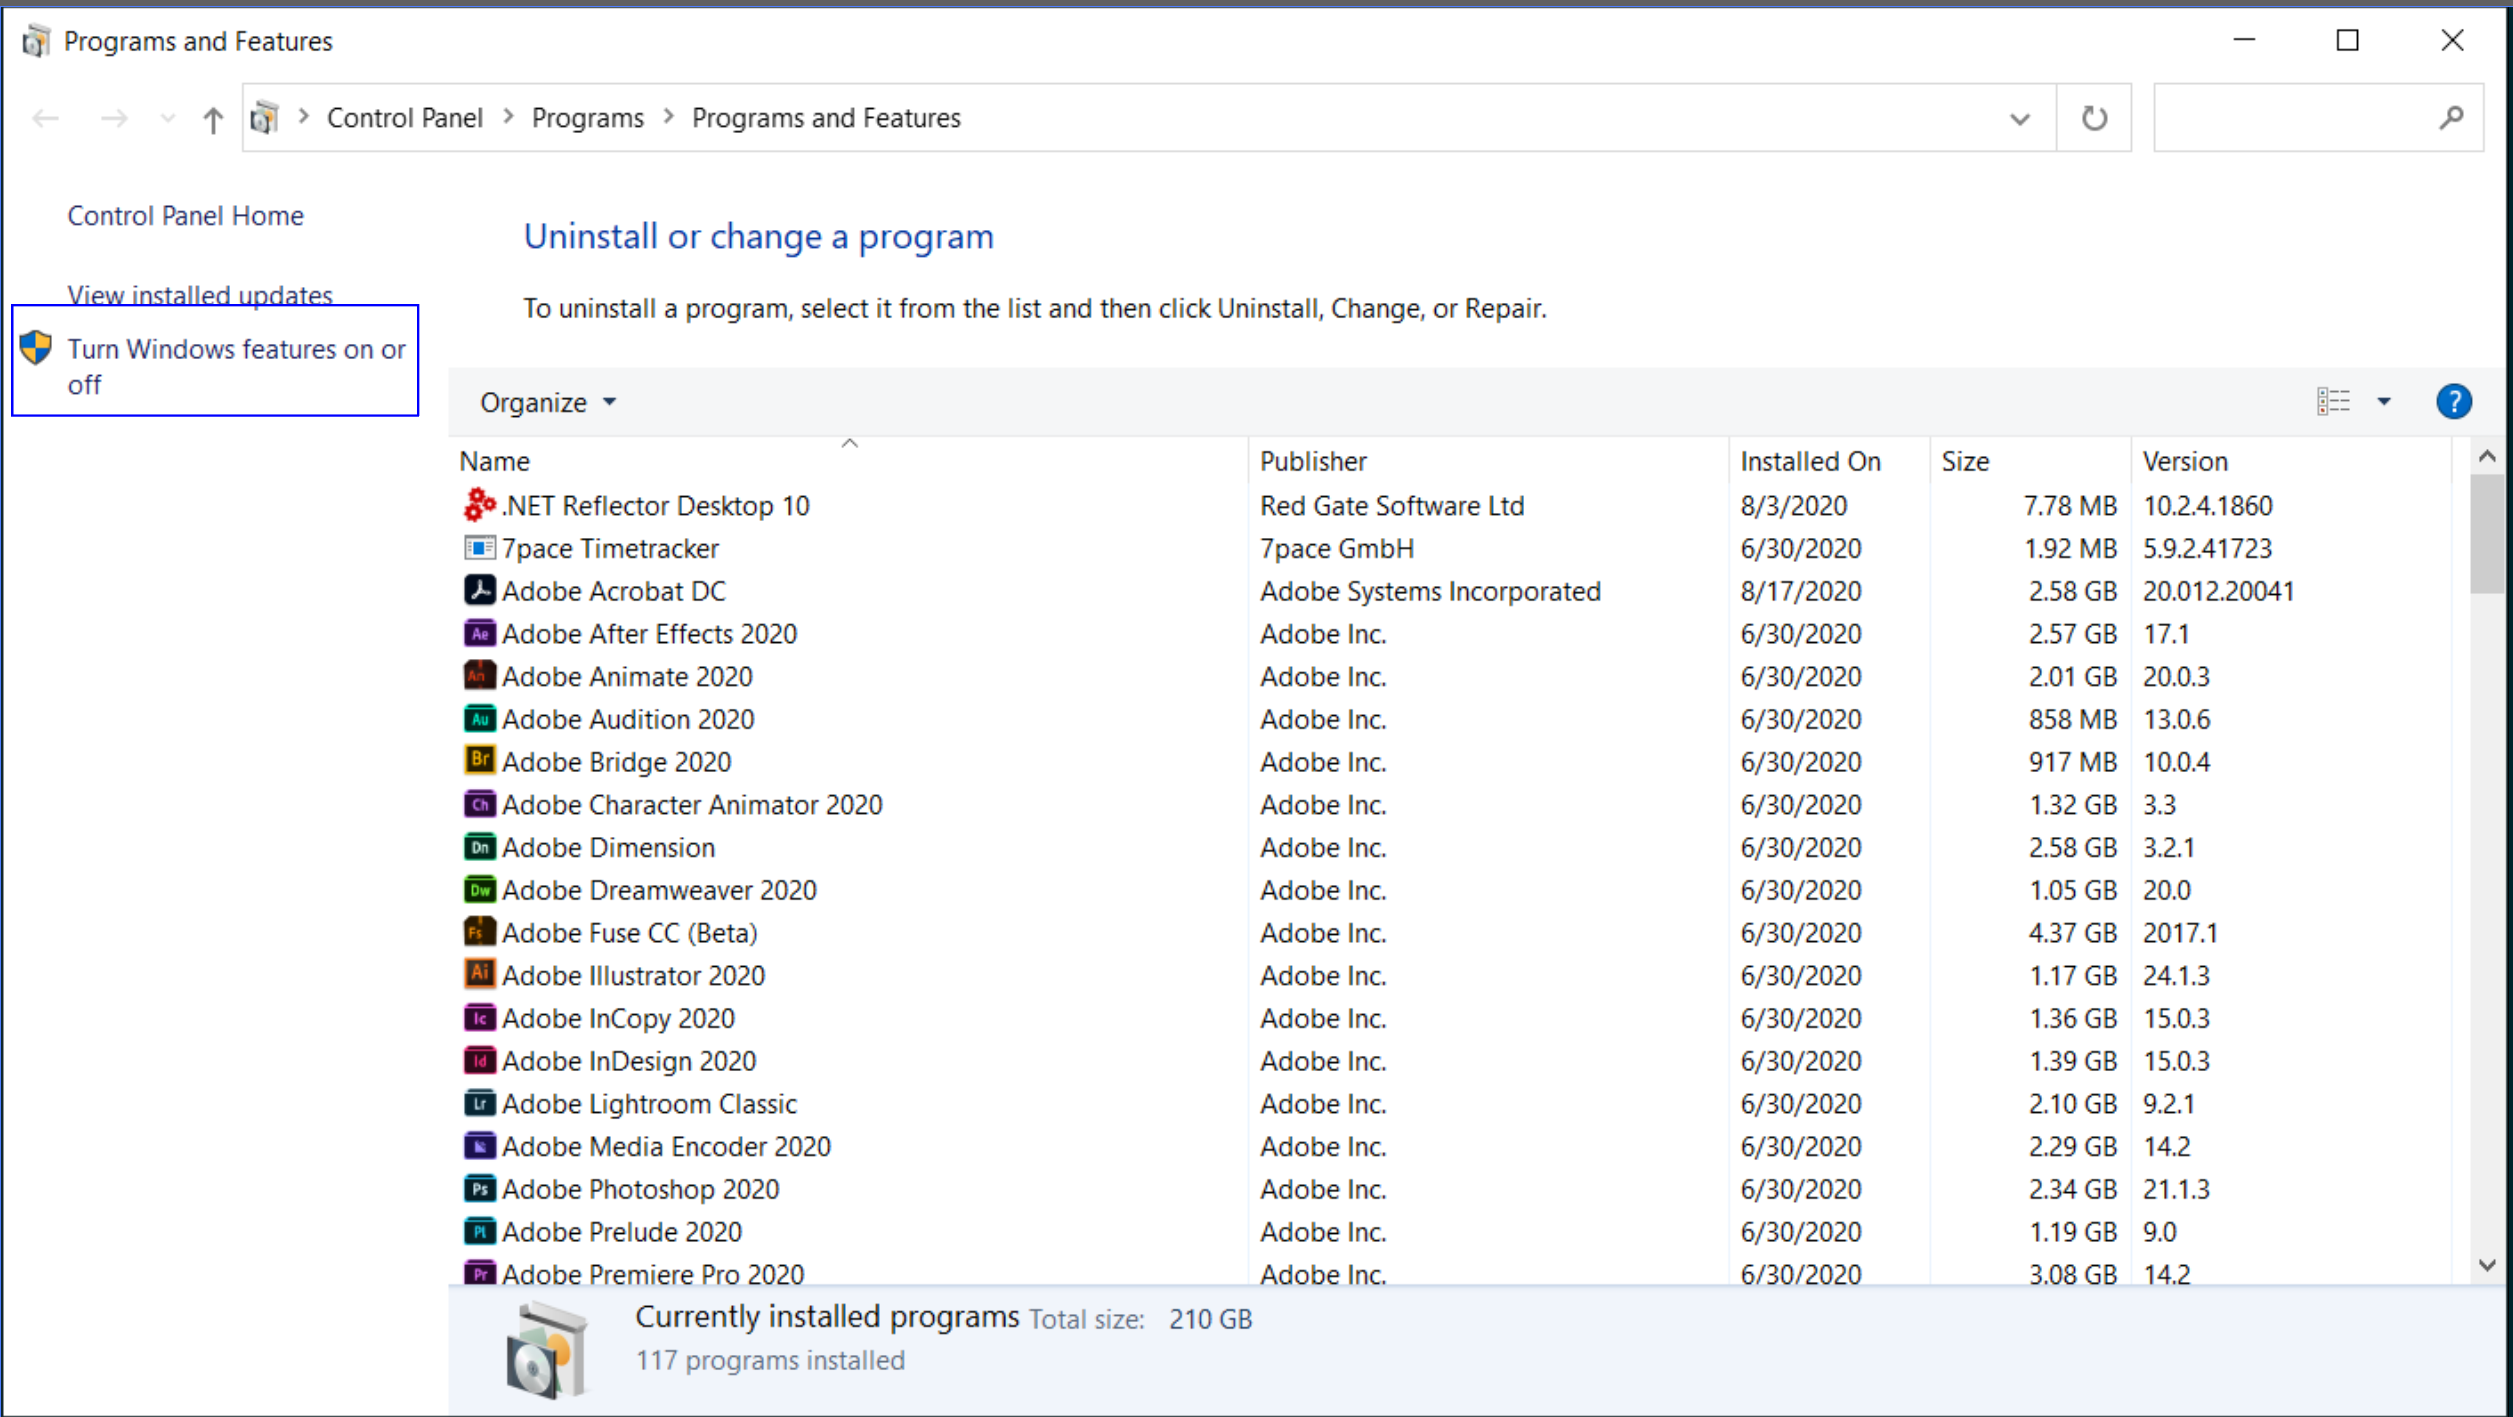 Programs and Features
Control Panel > Programs > Programs and Features
Control Panel Home
View installed updates
Turn Windows features on or
off
Uninstall or change a program
To uninstall a program, select it from the list and then click Uninstall, Change, or Repair.
Organize
?
Name Publisher Installed On Size Version
.NET Reflector Desktop 10 Red Gate Software Ltd 8/3/2020 7.78 MB 10.2.4.1860
7pace Timetracker 7pace GmbH 6/30/2020 1.92 MB 5.9.2.41723
Adobe Acrobat DC Adobe Systems Incorporated 8/17/2020 2.58 GB 20.012.20041
Ae Adobe After Effects 2020 Adobe Inc. 6/30/2020 2.57 GB 17.1
An Adobe Animate 2020 Adobe Inc. 6/30/2020 2.01 GB 20.0.3
Au Adobe Audition 2020 Adobe Inc. 6/30/2020 858 MB 13.0.6
Br Adobe Bridge 2020 Adobe Inc. 6/30/2020 917 MB 10.0.4
Ch Adobe Character Animator 2020 Adobe Inc. 6/30/2020 1.32 GB 3.3
Dn Adobe Dimension Adobe Inc. 6/30/2020 2.58 GB 3.2.1
Dw Adobe Dreamweaver 2020 Adobe Inc. 6/30/2020 1.05 GB 20.0
Fs Adobe Fuse CC (Beta) Adobe Inc. 6/30/2020 4.37 GB 2017.1
Ai Adobe Illustrator 2020 Adobe Inc. 6/30/2020 1.17 GB 24.1.3
Ic Adobe InCopy 2020 Adobe Inc. 6/30/2020 1.36 GB 15.0.3
Id Adobe InDesign 2020 Adobe Inc. 6/30/2020 1.39 GB 15.0.3
Lr Adobe Lightroom Classic Adobe Inc. 6/30/2020 2.10 GB 9.2.1
Adobe Media Encoder 2020 Adobe Inc. 6/30/2020 2.29 GB 14.2
Ps Adobe Photoshop 2020 Adobe Inc. 6/30/2020 2.34 GB 21.1.3
Pl Adobe Prelude 2020 Adobe Inc. 6/30/2020 1.19 GB 9.0
Pr Adobe Premiere Pro 2020 Adobe Inc. 6/30/2020 3.08 GB 14.2
Currently installed programs Total size: 210 GB
117 programs installed